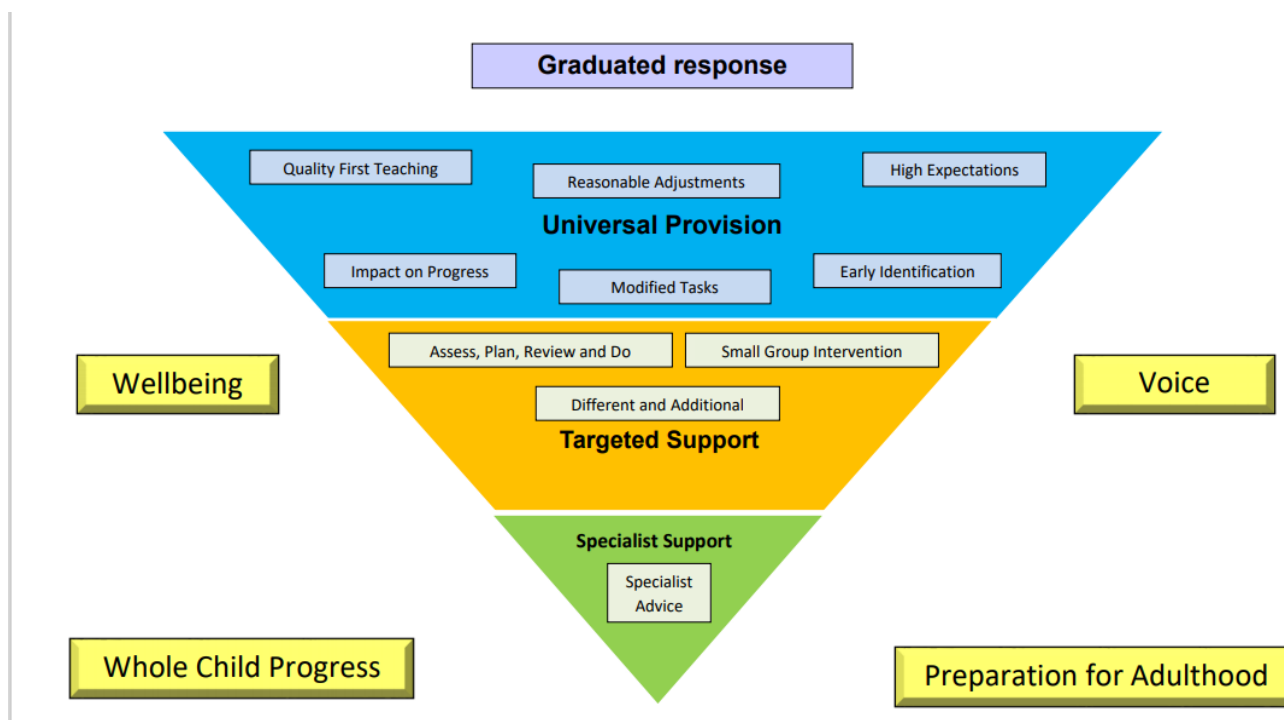 Graduated response
Quality First Teaching
Reasonable Adjustments
High Expectations
Universal Provision
Impact on Progress
Modified Tasks
Early Identification
Assess, Plan, Review and Do
Small Group Intervention
Different and Additional
Targeted Support
Wellbeing
Voice
Specialist Support
Specialist
Advice
Whole Child Progress
Preparation for Adulthood